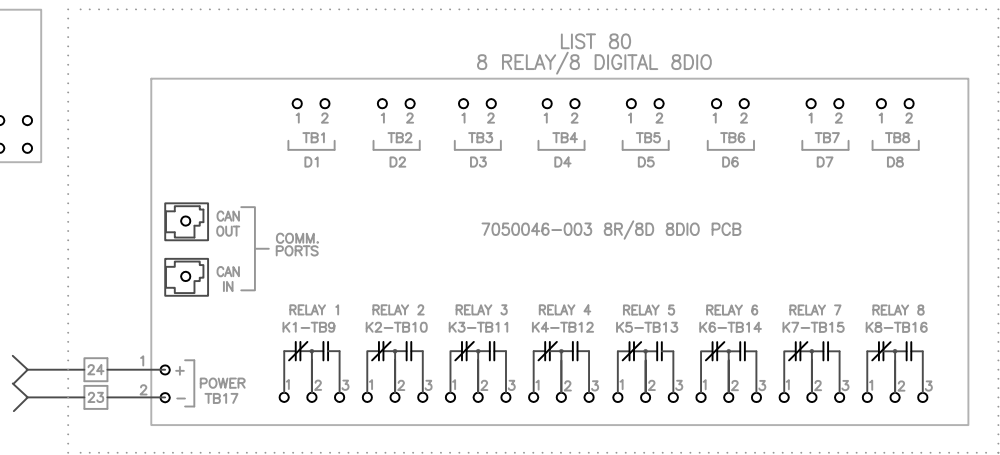 LIST 80
8 RELAY/8 DIGITAL 8DIO
1 2 1 2 1 2 1 2 1 2 1 2 1 2 1 2
TB1 TB2 TB3 TB4 TB5 TB6 TB7 TB8
D1 D2 D3 D4 D5 D6 D7 D8
CAN
OUT
COMM.
PORTS
CAN
IN
7050046-003 8R/8D 8DIO PCB
RELAY 1 RELAY 2 RELAY 3 RELAY 4 RELAY 5 RELAY 6 RELAY 7 RELAY 8
K1-TB9 K2-TB10 K3-TB11 K4-TB12 K5-TB13 K6-TB14 K7-TB15 K8-TB16
1 2 3 1 2 3 1 2 3 1 2 3 1 2 3 1 2 3 1 2 3 1 2 3
24 1 +
23 2 -
POWER
TB17